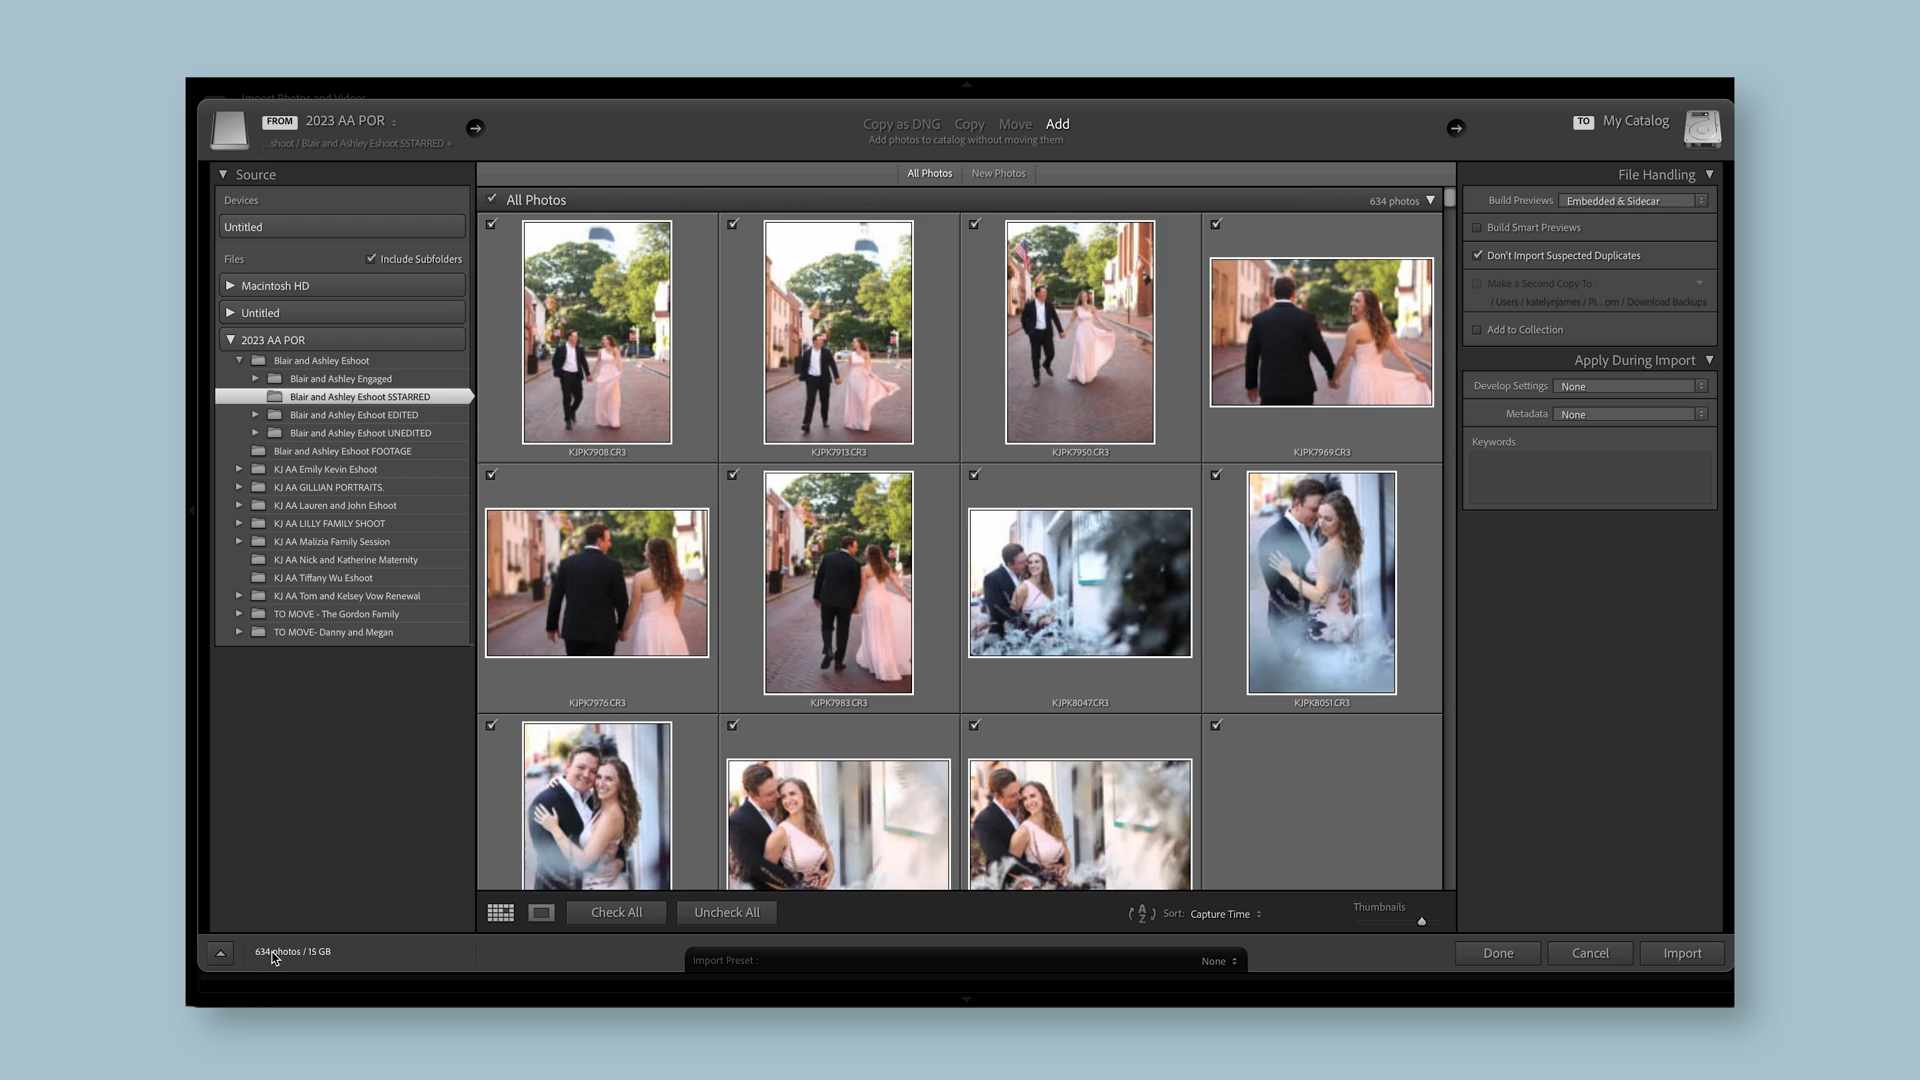 Import Photos and Videos
FROM 2023 AA POR
...shoot / Blair and Ashley Eshoot 5STARRED +
Copy as DNG Copy Move Add
Add photos to catalog without moving them
TO My Catalog
Source
Devices
Untitled
Files Include Subfolders
Macintosh HD
Untitled
2023 AA POR
Blair and Ashley Eshoot
Blair and Ashley Engaged
Blair and Ashley Eshoot 5STARRED
Blair and Ashley Eshoot EDITED
Blair and Ashley Eshoot UNEDITED
Blair and Ashley Eshoot FOOTAGE
KJ AA Emily Kevin Eshoot
KJ AA GILLIAN PORTRAITS.
KJ AA Lauren and John Eshoot
KJ AA LILLY FAMILY SHOOT
KJ AA Malizia Family Session
KJ AA Nick and Katherine Maternity
KJ AA Tiffany Wu Eshoot
KJ AA Tom and Kelsey Vow Renewal
TO MOVE - The Gordon Family
TO MOVE- Danny and Megan
All Photos New Photos
All Photos 634 photos
KJPK7908.CR3 KJPK7913.CR3 KJPK7950.CR3 KJPK7969.CR3
KJPK7976.CR3 KJPK7983.CR3 KJPK8047.CR3 KJPK8051.CR3
Check All Uncheck All Sort: Capture Time Thumbnails
File Handling
Build Previews Embedded & Sidecar
Build Smart Previews
Don't Import Suspected Duplicates
Make a Second Copy To :
/ Users / katelynjames / Pi...om / Download Backups
Add to Collection
Apply During Import
Develop Settings None
Metadata None
Keywords
634 photos / 15 GB
Import Preset : None
Done Cancel Import